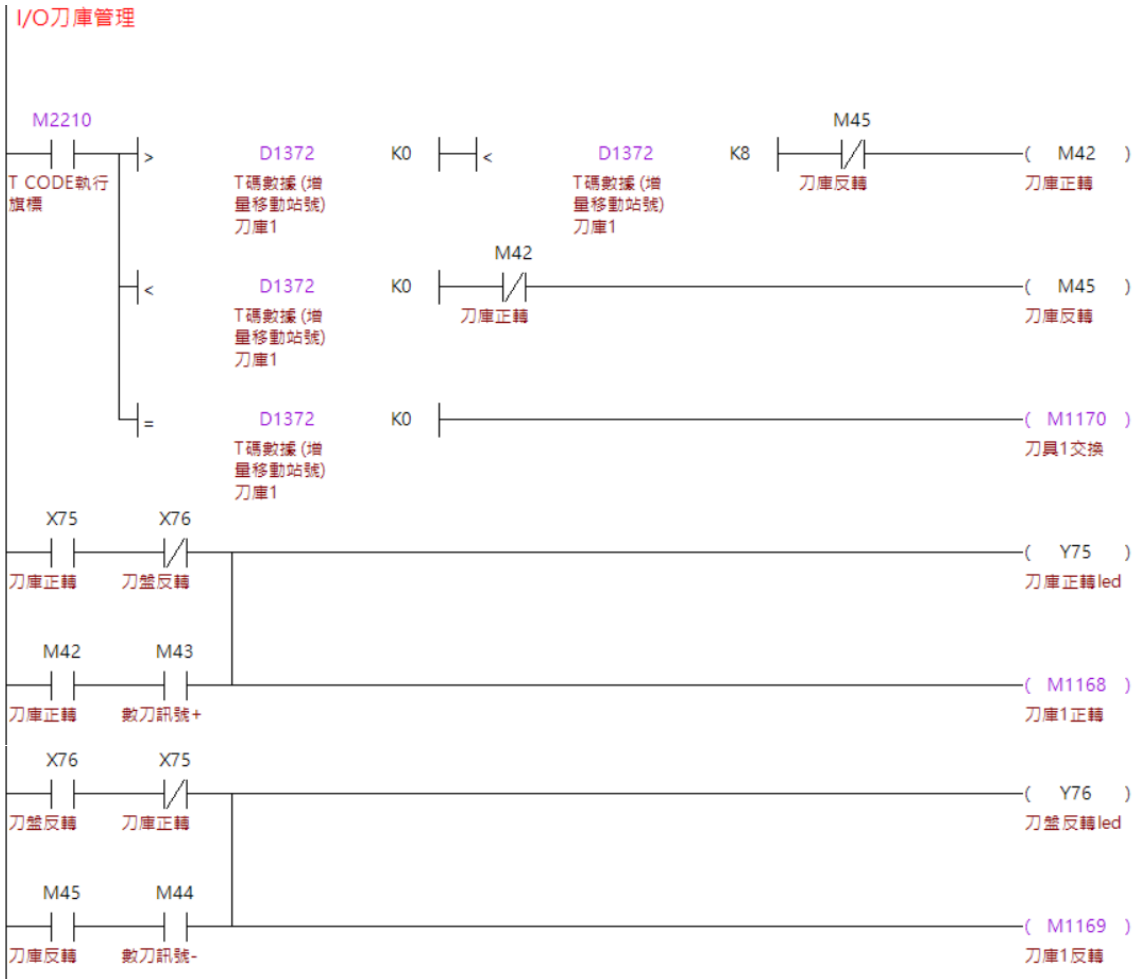 I/O刀庫管理
M2210 M45
> D1372 K0 < D1372 K8 ( M42 )
T CODE執行 T碼數據(增 T碼數據(增 刀庫反轉 刀庫正轉
旗標 量移動站號) 量移動站號)
刀庫1 刀庫1
M42
< D1372 K0 ( M45 )
T碼數據(增 刀庫正轉 刀庫反轉
量移動站號)
刀庫1
= D1372 K0 ( M1170 )
T碼數據(增 刀具1交換
量移動站號)
刀庫1
X75 X76
( Y75 )
刀庫正轉 刀盤反轉 刀庫正轉led
M42 M43
( M1168 )
刀庫正轉 數刀訊號+ 刀庫1正轉
X76 X75
( Y76 )
刀盤反轉 刀庫正轉 刀盤反轉led
M45 M44
( M1169 )
刀庫反轉 數刀訊號- 刀庫1反轉